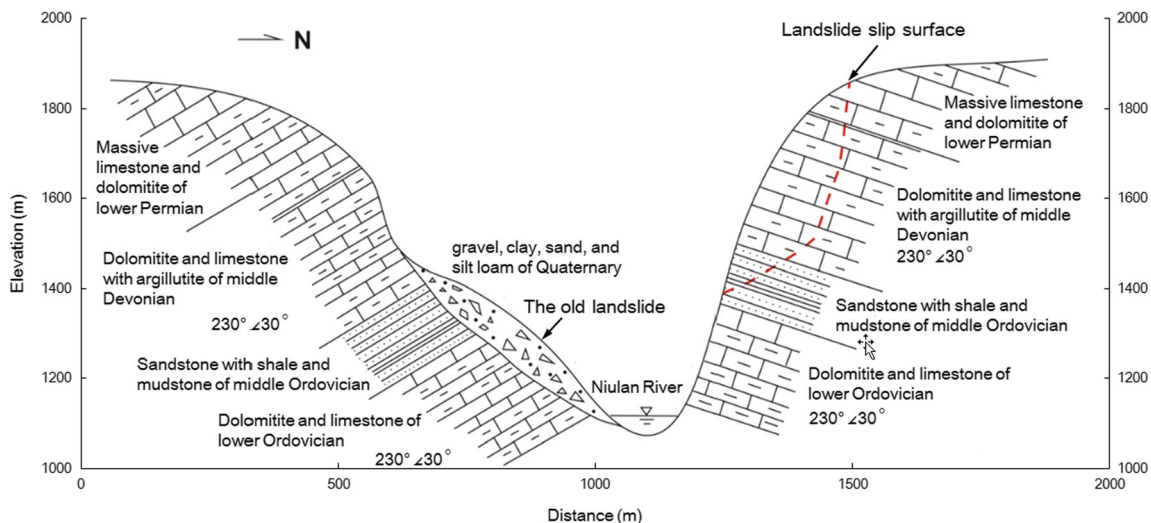 2000
1800
1600
1400
1200
1000
Elevation (m)
N
Landslide slip surface
2000
1800
1600
1400
1200
1000
Massive
limestone and
dolomitite of
lower Permian
Dolomitite and limestone
with argillutite of middle
Devonian
230° ∠30°
Sandstone with shale and
mudstone of middle Ordovician
Dolomitite and limestone of
lower Ordovician
230° ∠30°
gravel, clay, sand, and
silt loam of Quaternary
The old landslide
Niulan River
Massive limestone
and dolomitite of
lower Permian
Dolomitite and limestone
with argillutite of middle
Devonian
230° ∠30°
Sandstone with shale and
mudstone of middle Ordovician
Dolomitite and limestone of
lower Ordovician
230° ∠30°
0
500
1000
1500
2000
Distance (m)